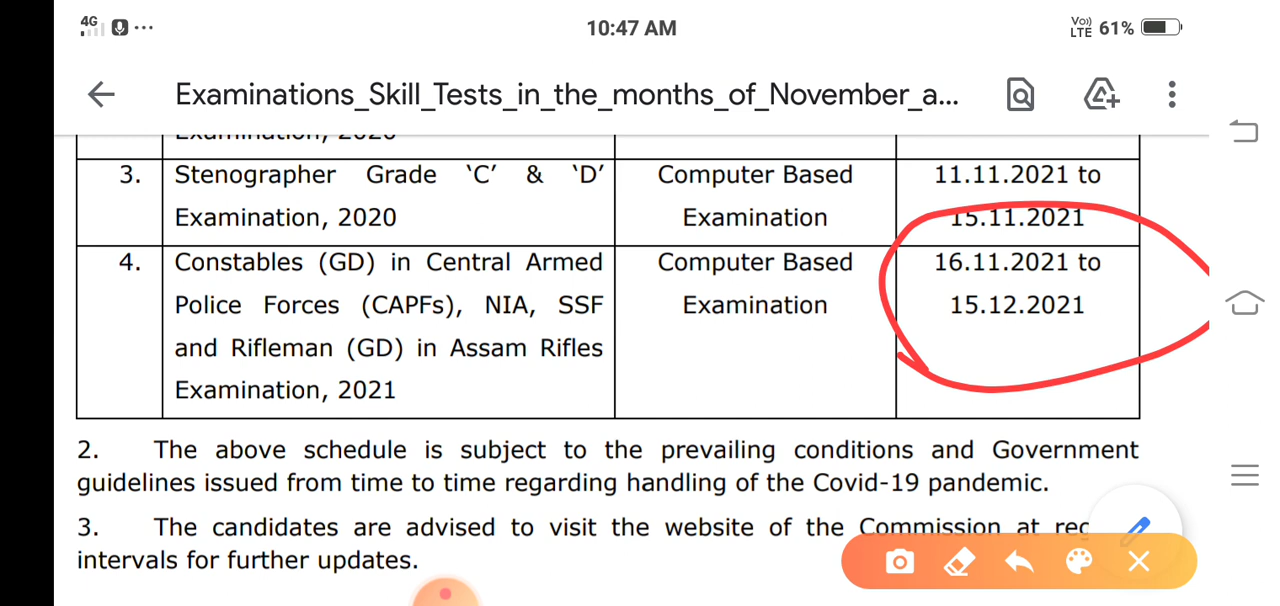 4G ... 10:47 AM Vo)) LTE 61%
Examinations_Skill_Tests_in_the_months_of_November_a...
3. Stenographer Grade ‘C’ & ‘D’ Computer Based 11.11.2021 to
Examination, 2020 Examination 15.11.2021
4. Constables (GD) in Central Armed Computer Based 16.11.2021 to
Police Forces (CAPFs), NIA, SSF Examination 15.12.2021
and Rifleman (GD) in Assam Rifles
Examination, 2021
2. The above schedule is subject to the prevailing conditions and Government
guidelines issued from time to time regarding handling of the Covid-19 pandemic.
3. The candidates are advised to visit the website of the Commission at
intervals for further updates.